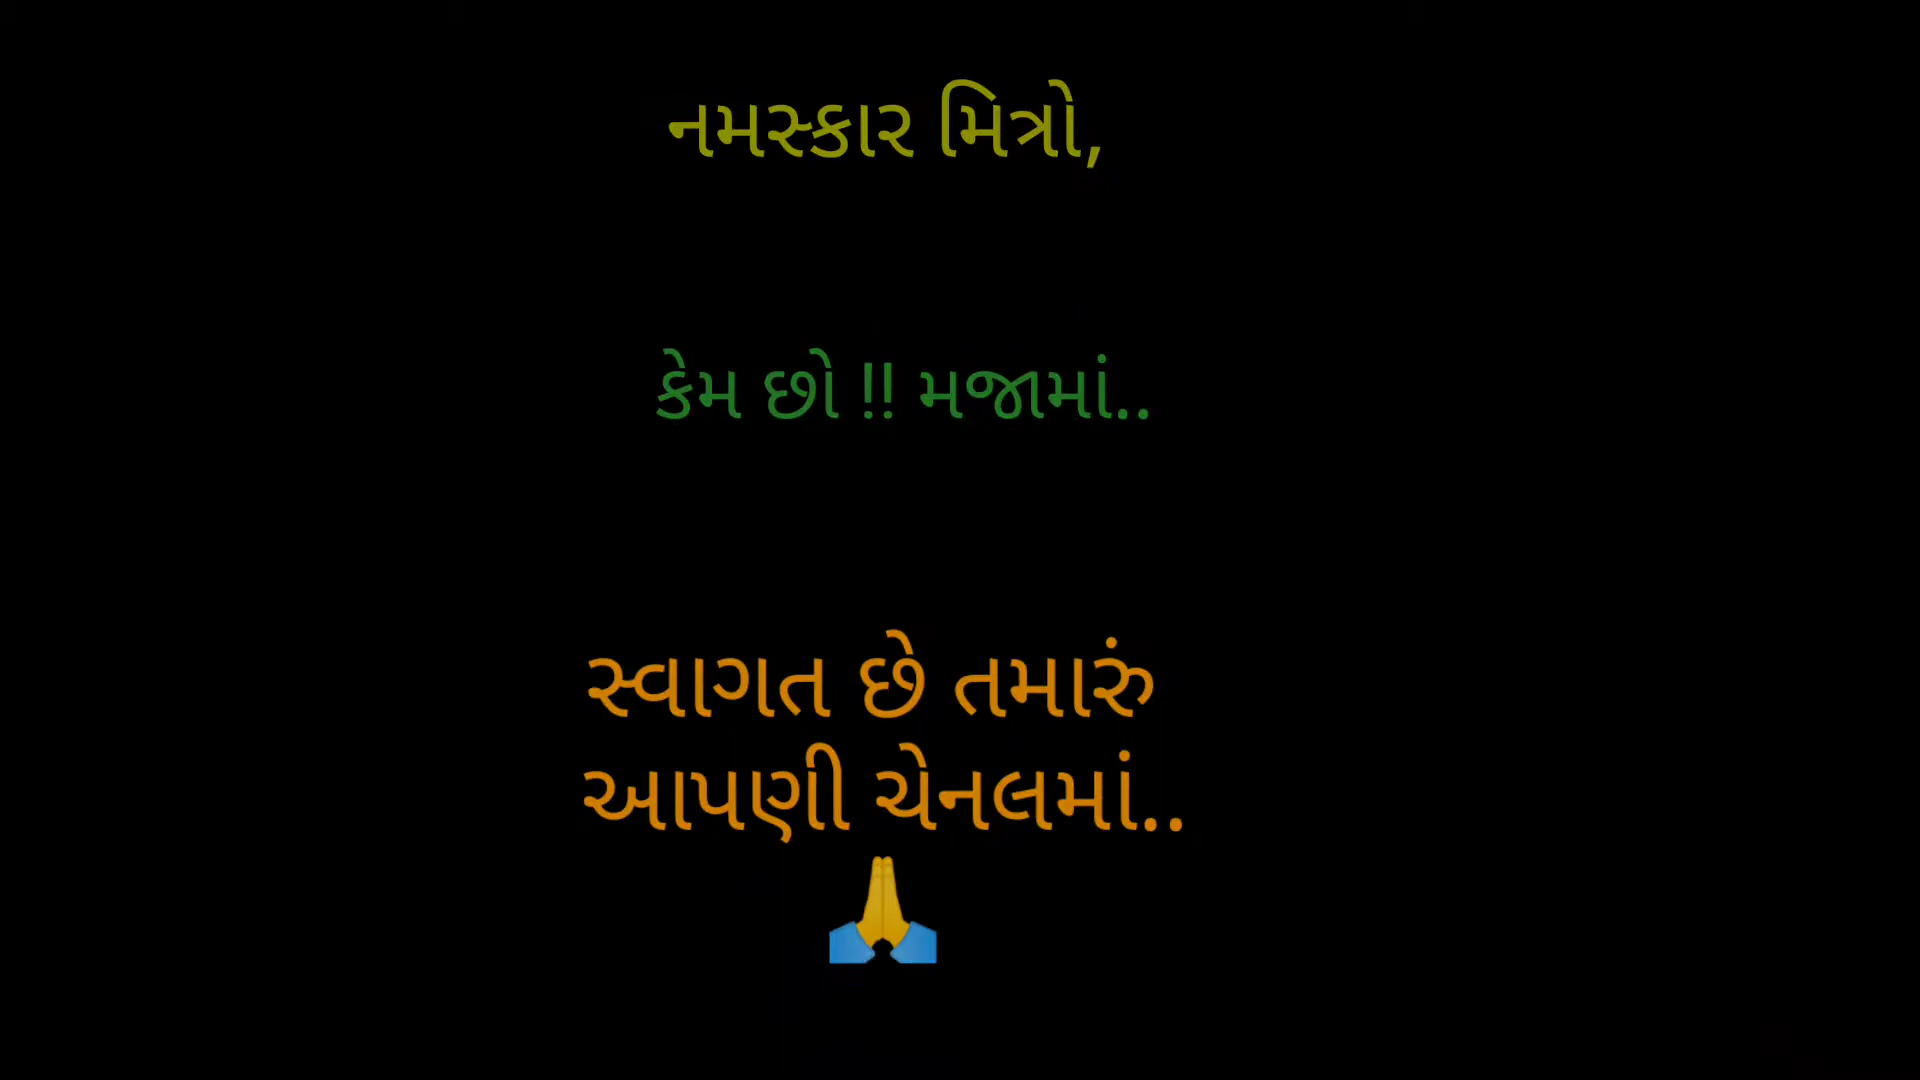 નમસ્કાર મિત્રો,
કેમ છો !! મજામાં..
સ્વાગત છે તમારું
આપણી ચેનલમાં..
🙏